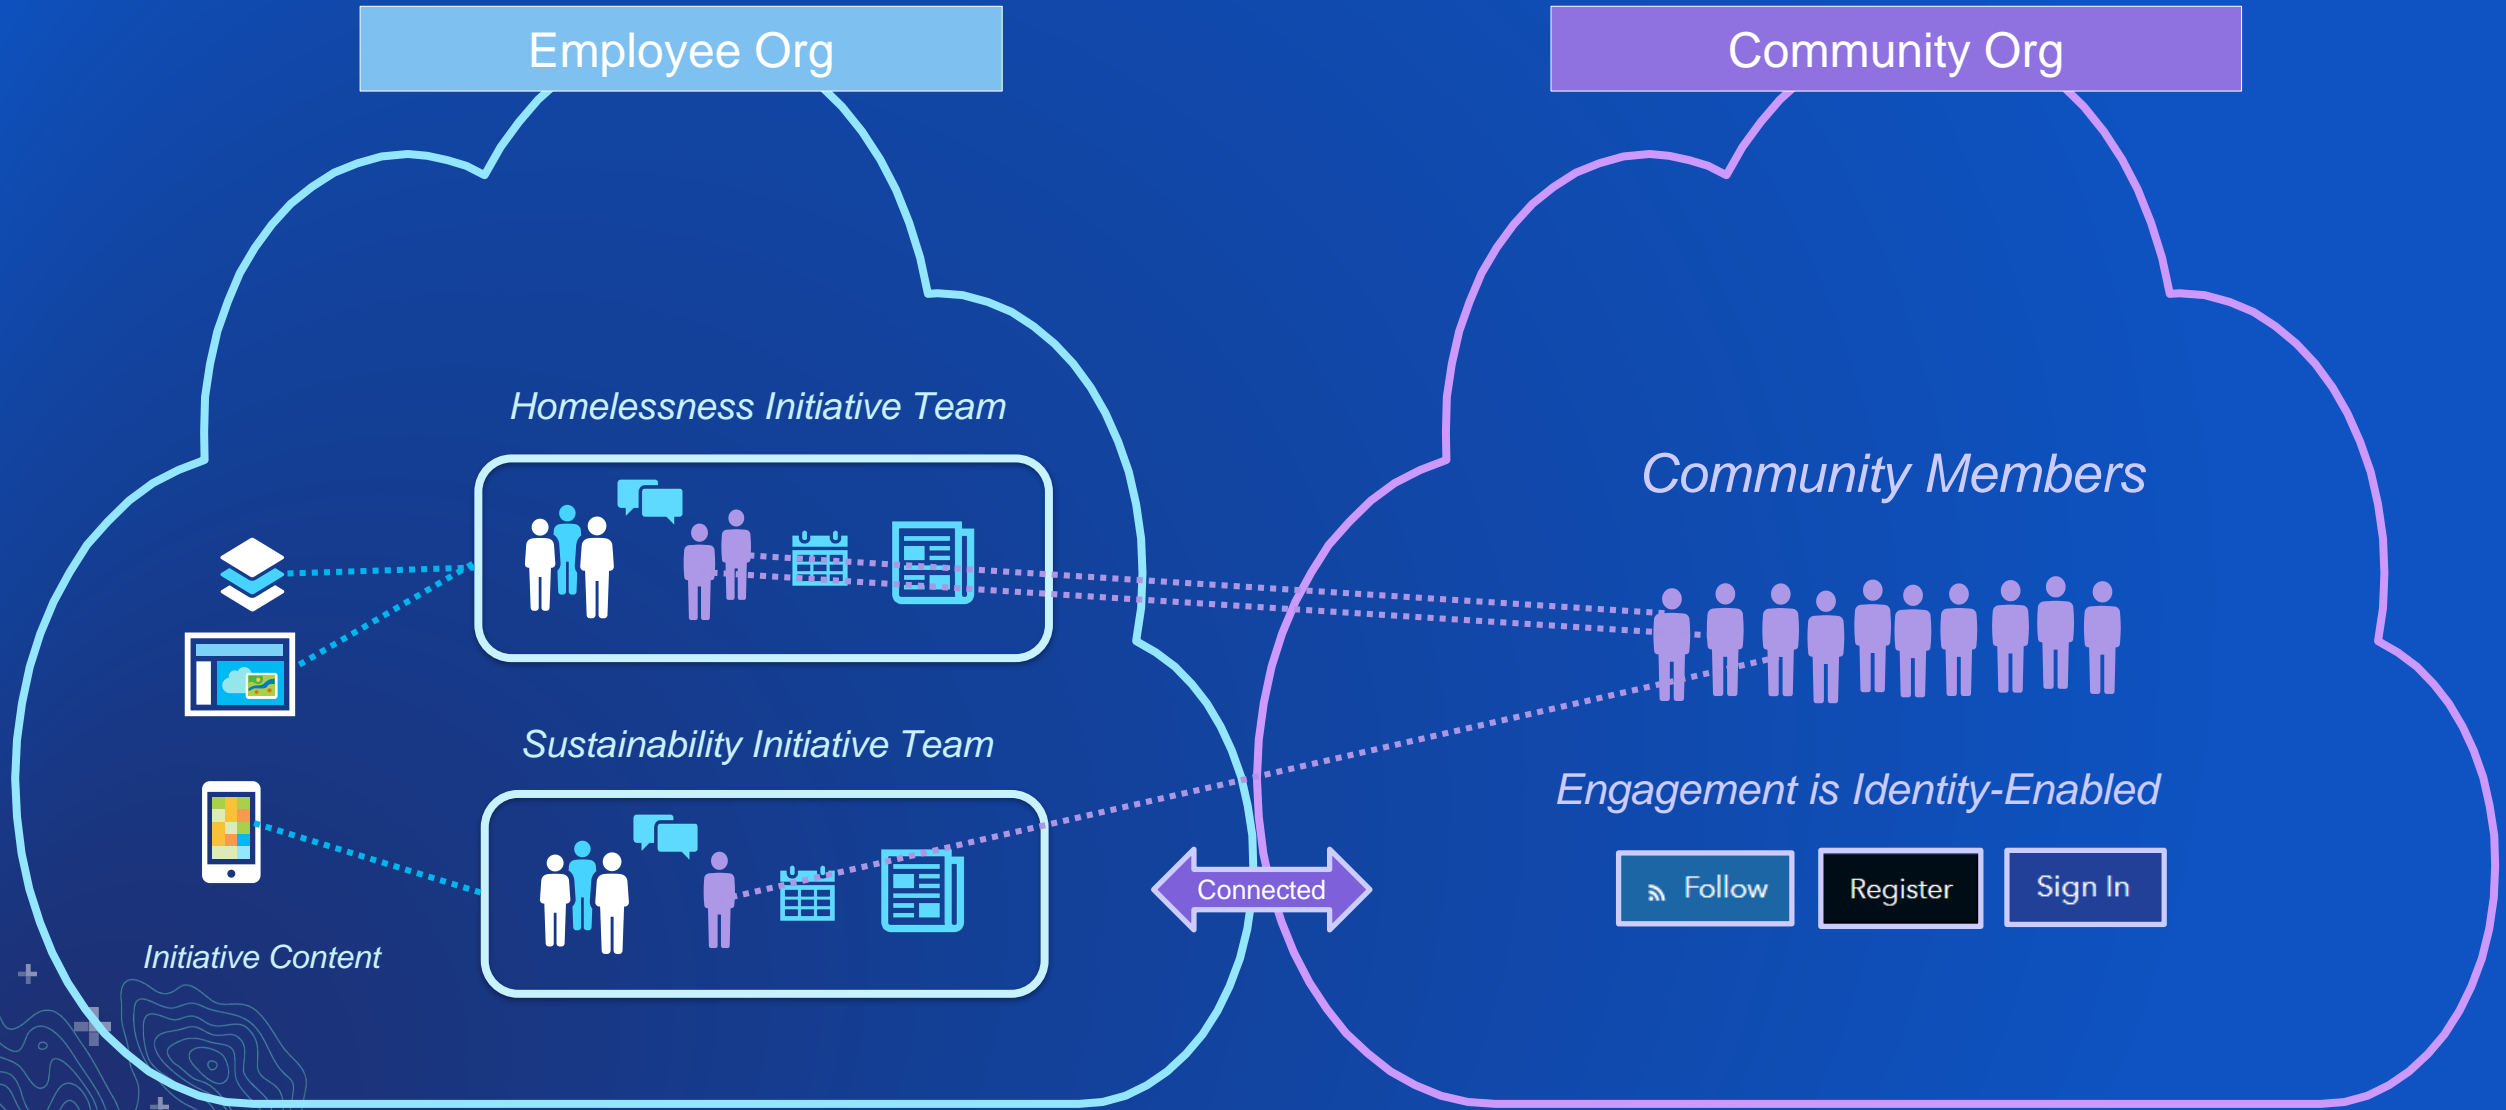 Employee Org
Community Org
Homelessness Initiative Team
Community Members
Sustainability Initiative Team
Engagement is Identity-Enabled
Connected
Follow
Register
Sign In
Initiative Content